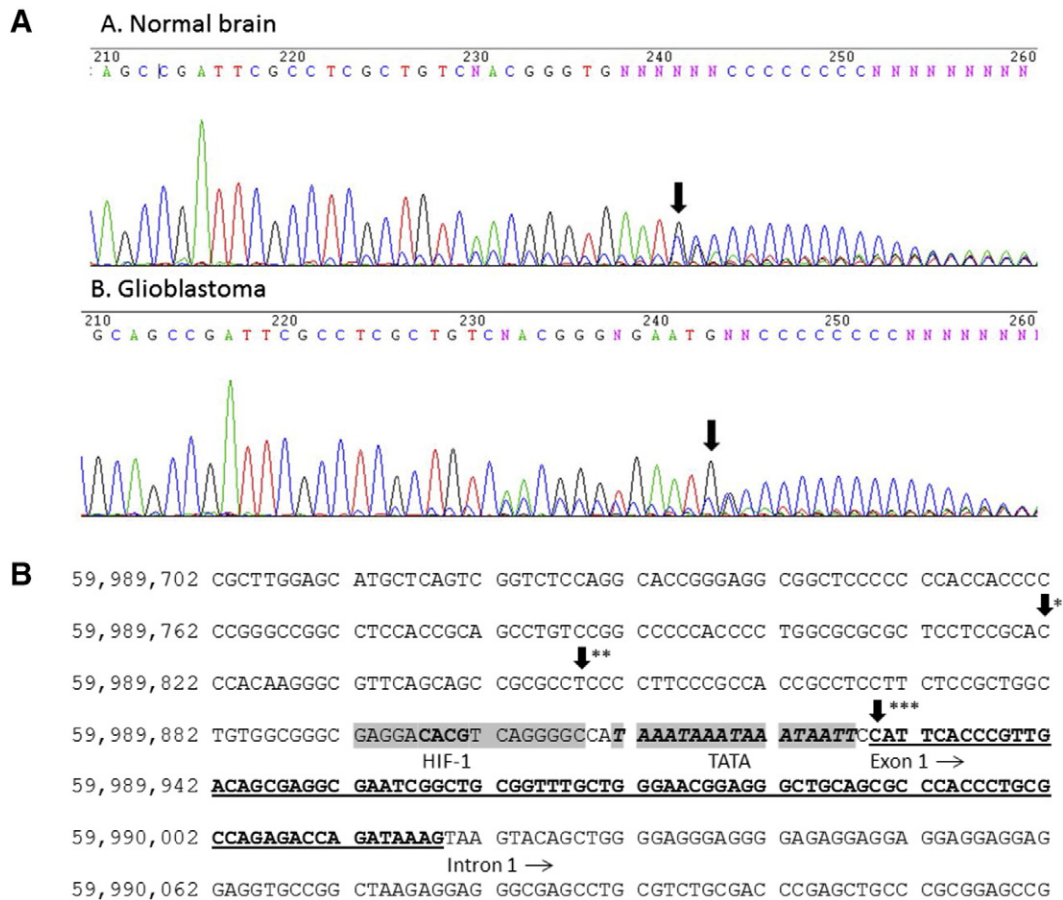 A
A. Normal brain
210 220 230 240 250 260
: A G C C G A T T C G C C T C G C T G T C N A C G G G T G N N N N N N C C C C C C C C N N N N N N N N N
B. Glioblastoma
210 220 230 240 250 260
G C A G C C G A T T C G C C T C G C T G T C N A C G G G N G A A T G N N C C C C C C C C N N N N N N N
B
59,989,702 CGCTTGGAGC ATGCTCAGTC GGTCTCCAGG CACCGGGAGG CGGCTCCCCC CCACCACCCC
*
59,989,762 CCGGGCCGGC CTCCACCGCA GCCTGTCCGG CCCCCACCCC TGGCGCGCGC TCCTCCGCAC
**
59,989,822 CCACAAGGGC GTTCAGCAGC CGCGCCTCCC CTTCCCGCCA CCGCCTCCTT CTCCGCTGGC
***
59,989,882 TGTGGCGGGC GAGGACACGT CAGGGGCCAT AAATAAATAA ATAATTCCAT TCACCCGTTG
HIF-1 TATA Exon 1 →
59,989,942 ACAGCGAGGC GAATCGGCTG CGGTTTGCTG GGAACGGAGG GCTGCAGCGC CCACCCTGCG
59,990,002 CCAGAGACCA GATAAAGTAA GTACAGCTGG GGAGGGAGGG GAGAGGAGGA GGAGGAGGAG
Intron 1 →
59,990,062 GAGGTGCCGG CTAAGAGGAG GGCGAGCCTG CGTCTGCGAC CCGAGCTGCC CGCGGAGCCG